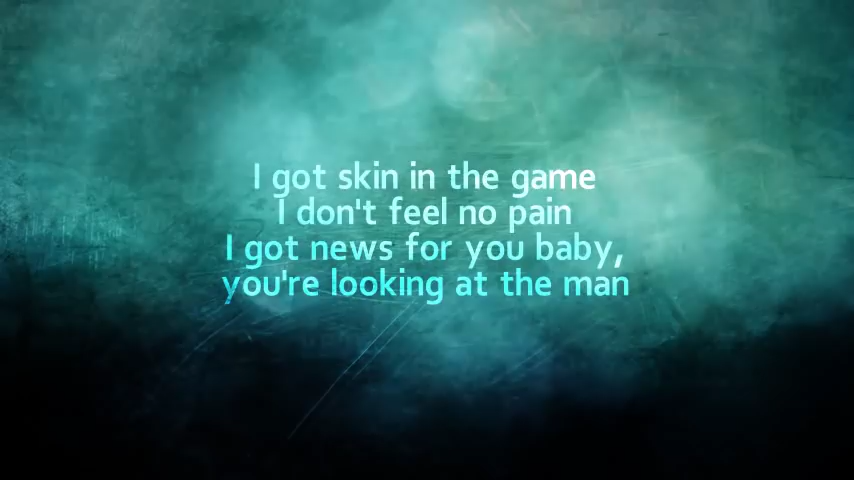 I got skin in the game
I don't feel no pain
I got news for you baby,
you're looking at the man